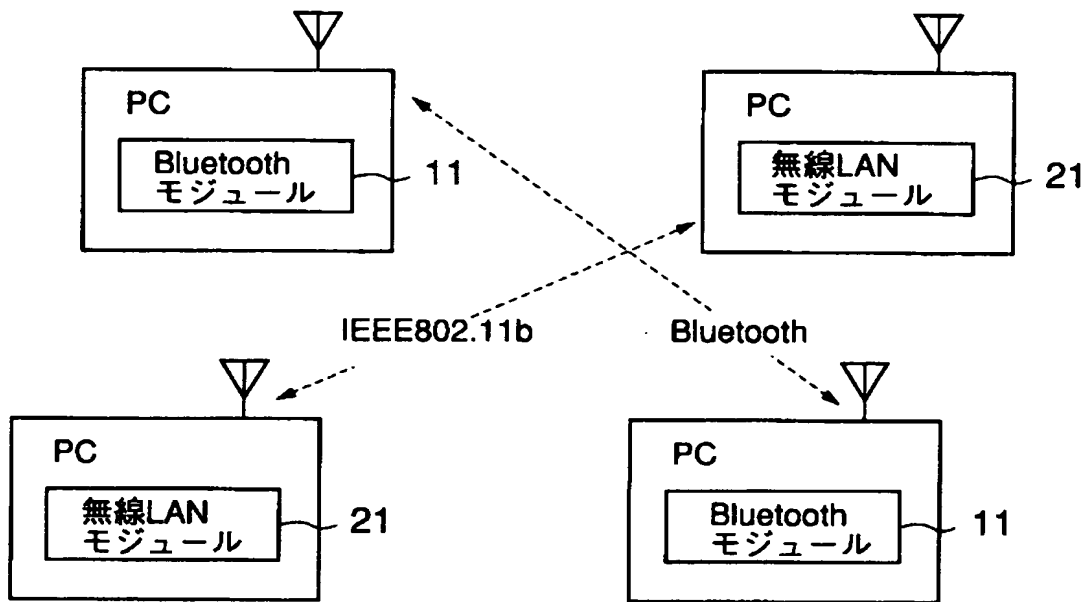 PC
Bluetooth
モジュール
11
PC
無線LAN
モジュール
21
IEEE802.11b
Bluetooth
PC
無線LAN
モジュール
21
PC
Bluetooth
モジュール
11